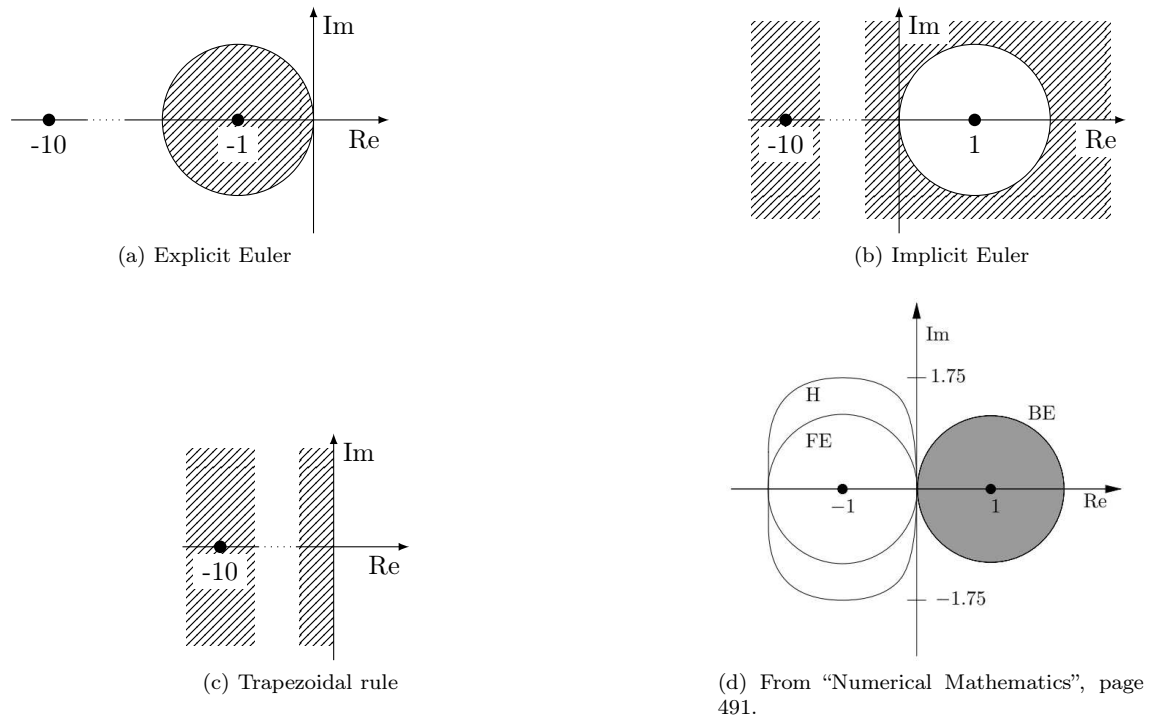 Im
-10
-1
Re
(a) Explicit Euler
Im
-10
1
Re
(b) Implicit Euler
Im
-10
Re
(c) Trapezoidal rule
Im
1.75
H
BE
FE
−1
1
Re
−1.75
(d) From “Numerical Mathematics”, page
491.